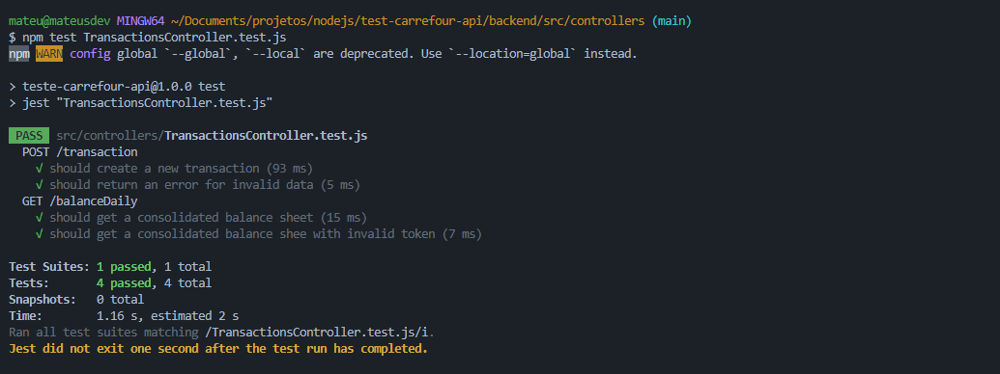 mateu@mateusdev MINGW64 ~/Documents/projetos/nodejs/test-carrefour-api/backend/src/controllers (main)
$ npm test TransactionsController.test.js
npm WARN config global `--global`, `--local` are deprecated. Use `--location=global` instead.
> teste-carrefour-api@1.0.0 test
> jest "TransactionsController.test.js"
PASS src/controllers/TransactionsController.test.js
POST /transaction
√ should create a new transaction (93 ms)
√ should return an error for invalid data (5 ms)
GET /balanceDaily
√ should get a consolidated balance sheet (15 ms)
√ should get a consolidated balance shee with invalid token (7 ms)
Test Suites: 1 passed, 1 total
Tests: 4 passed, 4 total
Snapshots: 0 total
Time: 1.16 s, estimated 2 s
Ran all test suites matching /TransactionsController.test.js/i.
Jest did not exit one second after the test run has completed.